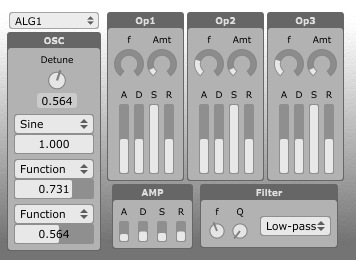 ALG1
OSC
Detune
0.564
Sine
1.000
Function
0.731
Function
0.564
Op1
f Amt
A D S R
Op2
f Amt
A D S R
Op3
f Amt
A D S R
AMP
A D S R
Filter
f Q
Low-pass